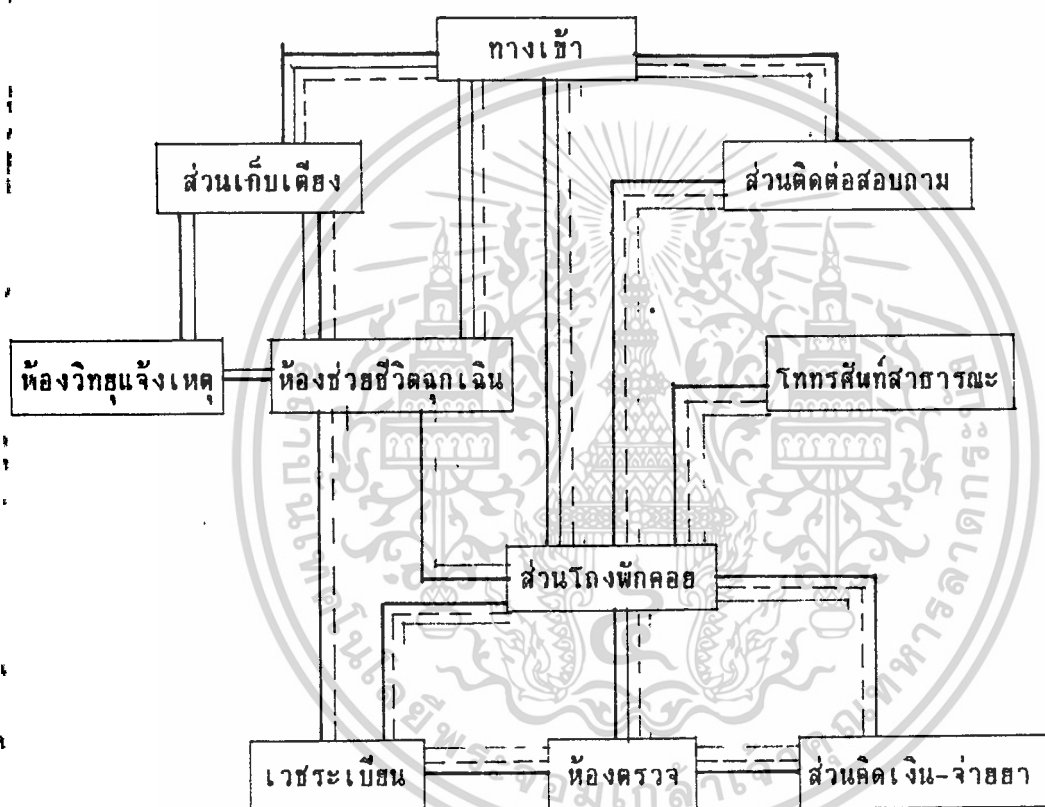 ทางเข้า
ส่วนเก็บเตียง
ส่วนติดต่อสอบถาม
ห้องวิทยุแจ้งเหตุ
ห้องช่วยชีวิตฉุกเฉิน
โทรศัพท์สาธารณะ
ส่วนโถงพักคอย
เวชระเบียน
ห้องตรวจ
ส่วนคิดเงิน-จ่ายยา